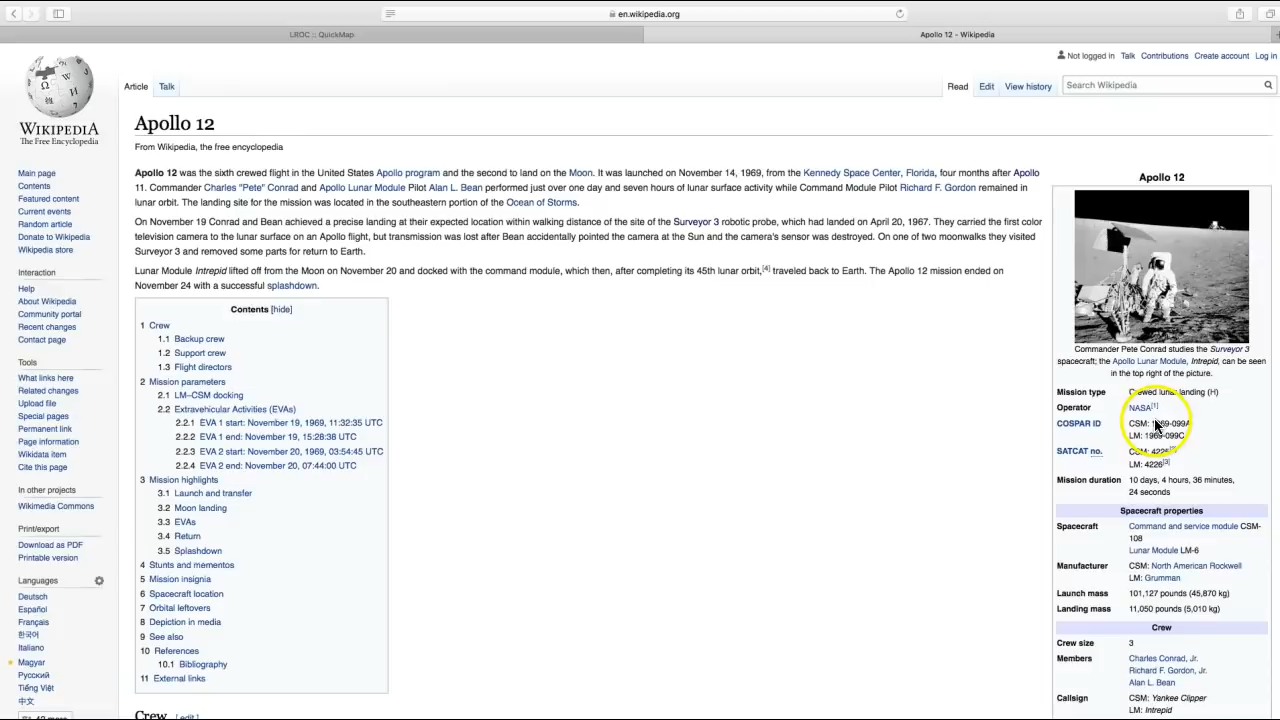 en.wikipedia.org
LROC :: QuickMap
Apollo 12 - Wikipedia
Not logged in Talk Contributions Create account Log in
Article Talk
Read Edit View history
Search Wikipedia
WIKIPEDIA
The Free Encyclopedia
Main page
Contents
Featured content
Current events
Random article
Donate to Wikipedia
Wikipedia store
Interaction
Help
About Wikipedia
Community portal
Recent changes
Contact page
Tools
What links here
Related changes
Upload file
Special pages
Permanent link
Page information
Wikidata item
Cite this page
In other projects
Wikimedia Commons
Print/export
Download as PDF
Printable version
Languages
Deutsch
Español
Français
한국어
Italiano
Magyar
Русский
Tiếng Việt
中文
Apollo 12
From Wikipedia, the free encyclopedia
Apollo 12 was the sixth crewed flight in the United States Apollo program and the second to land on the Moon. It was launched on November 14, 1969, from the Kennedy Space Center, Florida, four months after Apollo
11. Commander Charles "Pete" Conrad and Apollo Lunar Module Pilot Alan L. Bean performed just over one day and seven hours of lunar surface activity while Command Module Pilot Richard F. Gordon remained in
lunar orbit. The landing site for the mission was located in the southeastern portion of the Ocean of Storms.
On November 19 Conrad and Bean achieved a precise landing at their expected location within walking distance of the site of the Surveyor 3 robotic probe, which had landed on April 20, 1967. They carried the first color
television camera to the lunar surface on an Apollo flight, but transmission was lost after Bean accidentally pointed the camera at the Sun and the camera's sensor was destroyed. On one of two moonwalks they visited
Surveyor 3 and removed some parts for return to Earth.
Lunar Module Intrepid lifted off from the Moon on November 20 and docked with the command module, which then, after completing its 45th lunar orbit,[4] traveled back to Earth. The Apollo 12 mission ended on
November 24 with a successful splashdown.
Contents [hide]
1 Crew
1.1 Backup crew
1.2 Support crew
1.3 Flight directors
2 Mission parameters
2.1 LM–CSM docking
2.2 Extravehicular Activities (EVAs)
2.2.1 EVA 1 start: November 19, 1969, 11:32:35 UTC
2.2.2 EVA 1 end: November 19, 15:28:38 UTC
2.2.3 EVA 2 start: November 20, 1969, 03:54:45 UTC
2.2.4 EVA 2 end: November 20, 07:44:00 UTC
3 Mission highlights
3.1 Launch and transfer
3.2 Moon landing
3.3 EVAs
3.4 Return
3.5 Splashdown
4 Stunts and mementos
5 Mission insignia
6 Spacecraft location
7 Orbital leftovers
8 Depiction in media
9 See also
10 References
10.1 Bibliography
11 External links
Crew [edit]
Apollo 12
Commander Pete Conrad studies the Surveyor 3
spacecraft; the Apollo Lunar Module, Intrepid, can be seen
in the top right of the picture.
Mission type Crewed lunar landing (H)
Operator NASA[1]
COSPAR ID CSM: 1969-099A
LM: 1969-099C
SATCAT no. CSM: 4225
LM: 4226[3]
Mission duration 10 days, 4 hours, 36 minutes,
24 seconds
Spacecraft properties
Spacecraft Command and service module CSM-
108
Lunar Module LM-6
Manufacturer CSM: North American Rockwell
LM: Grumman
Launch mass 101,127 pounds (45,870 kg)
Landing mass 11,050 pounds (5,010 kg)
Crew
Crew size 3
Members Charles Conrad, Jr.
Richard F. Gordon, Jr.
Alan L. Bean
Callsign CSM: Yankee Clipper
LM: Intrepid